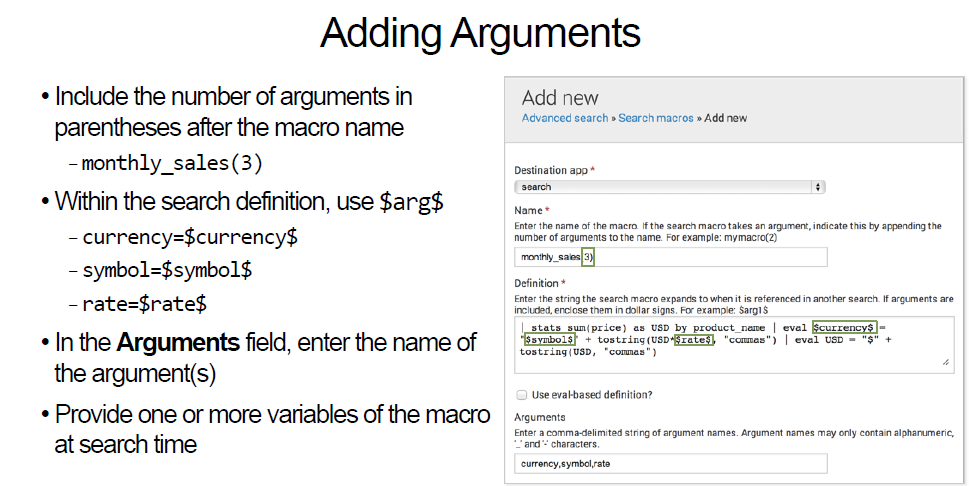 Adding Arguments
• Include the number of arguments in
parentheses after the macro name
– monthly_sales(3)
• Within the search definition, use $arg$
– currency=$currency$
– symbol=$symbol$
– rate=$rate$
• In the Arguments field, enter the name of
the argument(s)
• Provide one or more variables of the macro
at search time
Add new
Advanced search » Search macros » Add new
Destination app *
search
Name *
Enter the name of the macro. If the search macro takes an argument, indicate this by appending the
number of arguments to the name. For example: mymacro(2)
monthly_sales(3)
Definition *
Enter the string the search macro expands to when it is referenced in another search. If arguments are
included, enclose them in dollar signs. For example: $arg1$
| stats sum(price) as USD by product_name | eval $currency$ =
"$symbol$" + tostring(USD*$rate$, "commas") | eval USD = "$" +
tostring(USD, "commas")
Use eval-based definition?
Arguments
Enter a comma-delimited string of argument names. Argument names may only contain alphanumeric,
'_' and '-' characters.
currency,symbol,rate